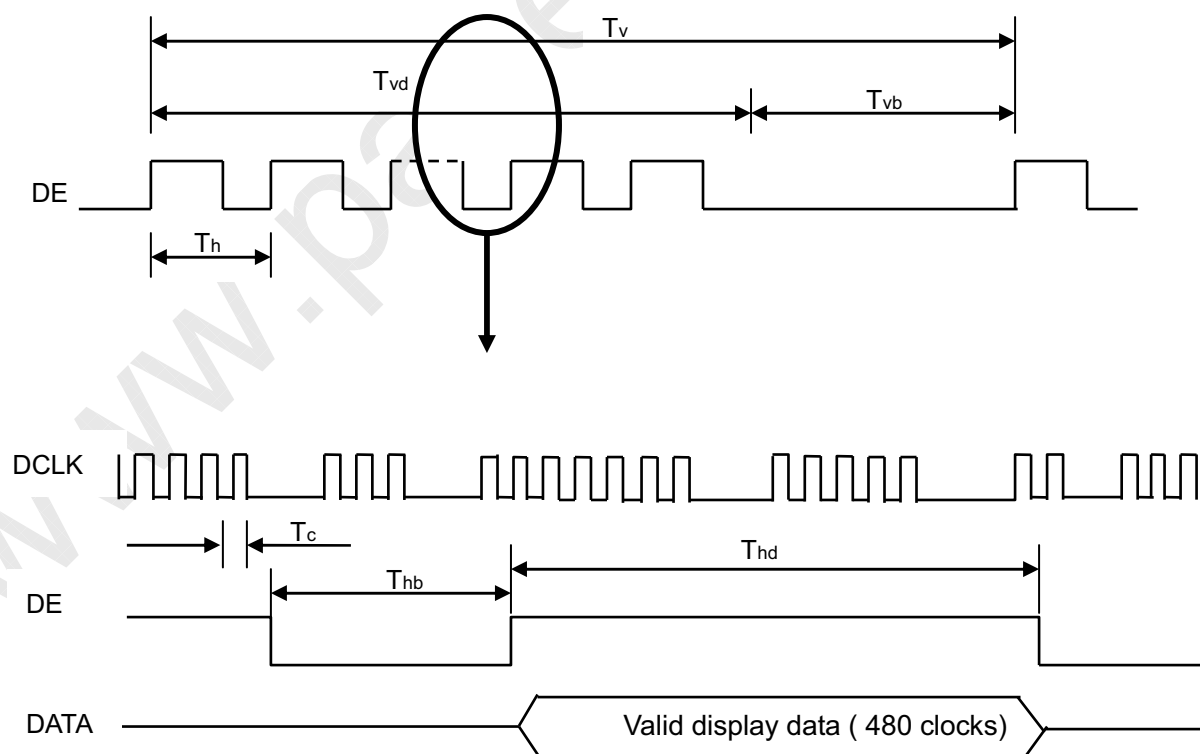 Tv
Tvd
Tvb
DE
Th
DCLK
Tc
Thd
Thb
DE
DATA
Valid display data ( 480 clocks)